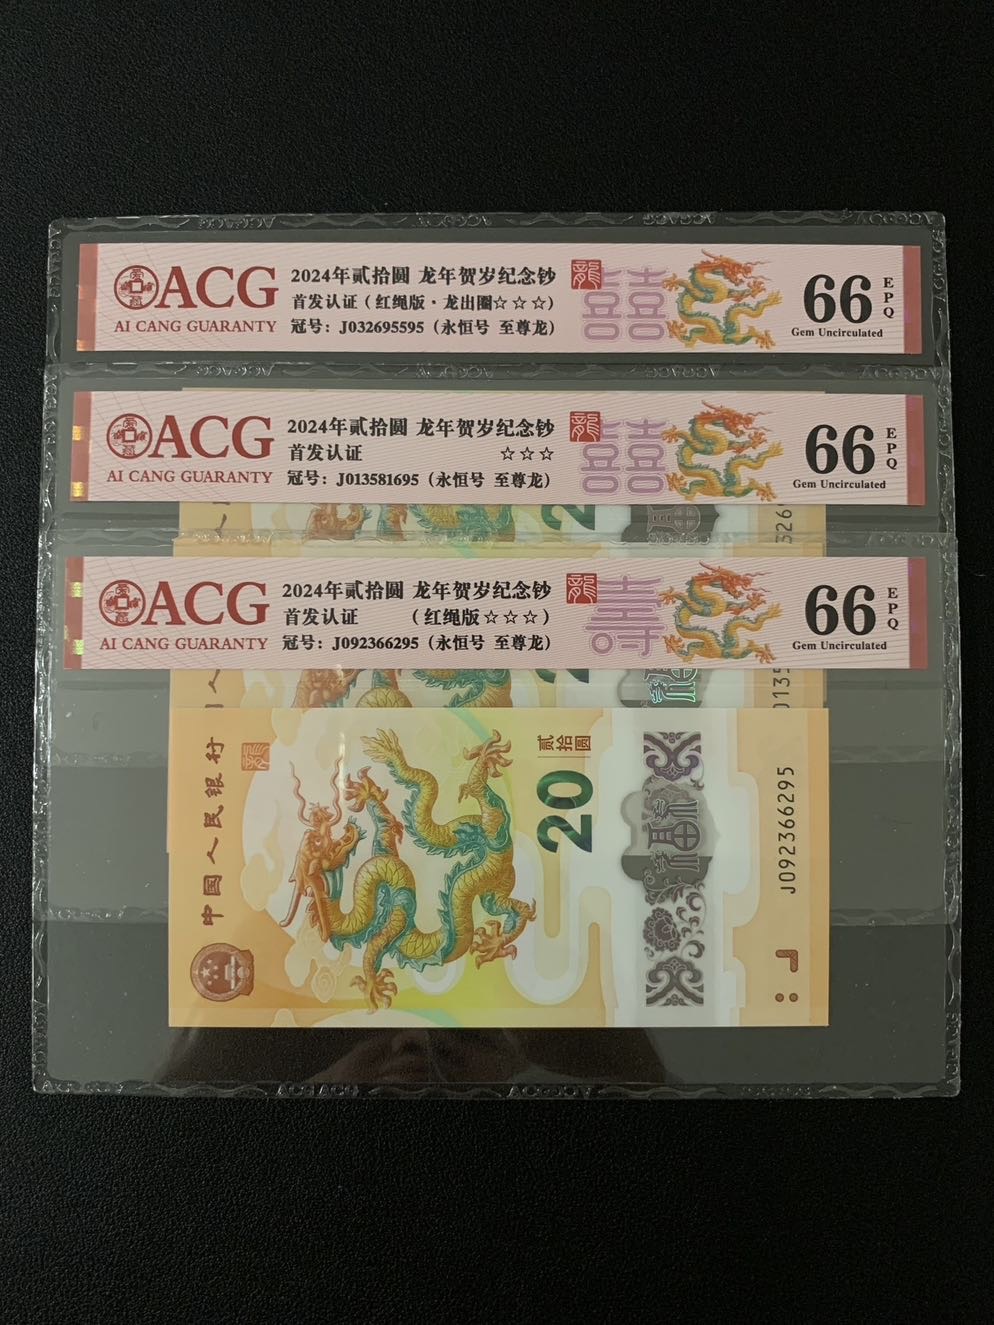 ACG
AI CANG GUARANTY
2024年贰拾圆 龙年贺岁纪念钞
首发认证（红绳版·龙出圈☆☆☆）
冠号：J032695595（永恒号 至尊龙）
龍
66
EPQ
Gem Uncirculated
ACG
AI CANG GUARANTY
2024年贰拾圆 龙年贺岁纪念钞
首发认证 ☆☆☆
冠号：J013581695（永恒号 至尊龙）
龍
66
EPQ
Gem Uncirculated
ACG
AI CANG GUARANTY
2024年贰拾圆 龙年贺岁纪念钞
首发认证 （红绳版☆☆☆）
冠号：J092366295（永恒号 至尊龙）
龍
66
EPQ
Gem Uncirculated
中国人民银行
贰拾圆
20
J092366295